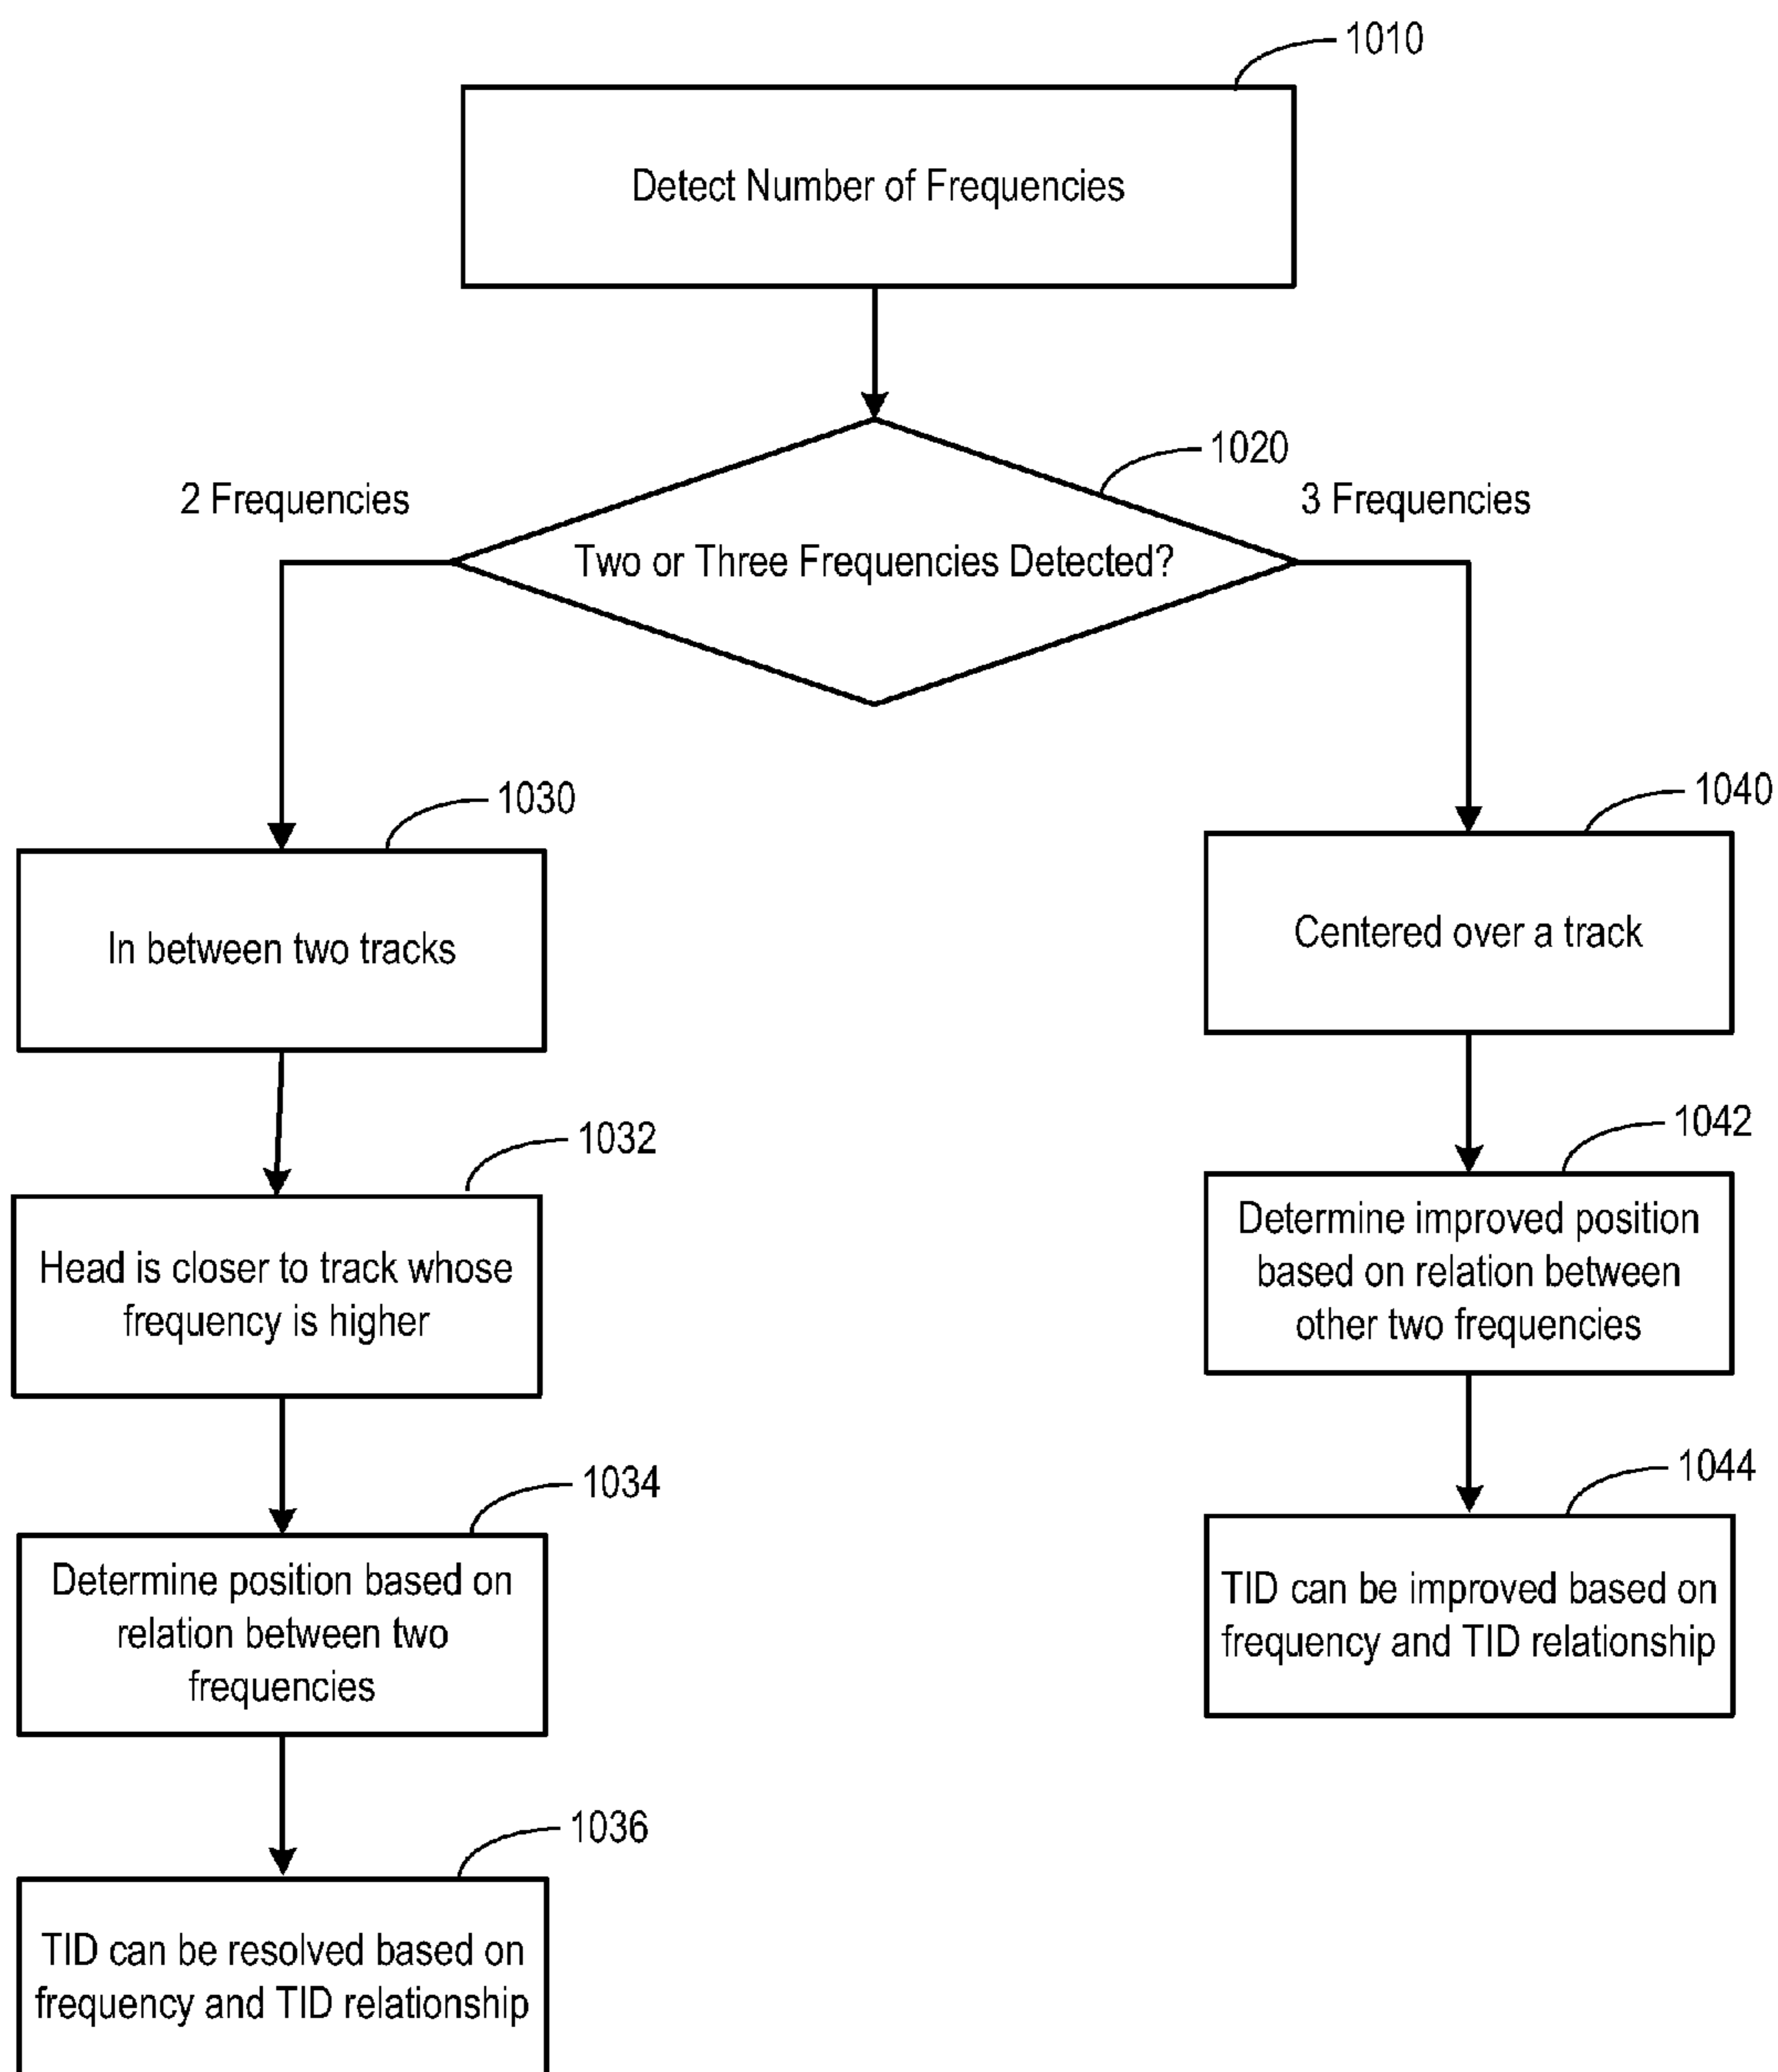 1010
Detect Number of Frequencies
1020
2 Frequencies
3 Frequencies
Two or Three Frequencies Detected?
1030
In between two tracks
1032
Head is closer to track whose
frequency is higher
1034
Determine position based on
relation between two
frequencies
1036
TID can be resolved based on
frequency and TID relationship
1040
Centered over a track
1042
Determine improved position
based on relation between
other two frequencies
1044
TID can be improved based on
frequency and TID relationship